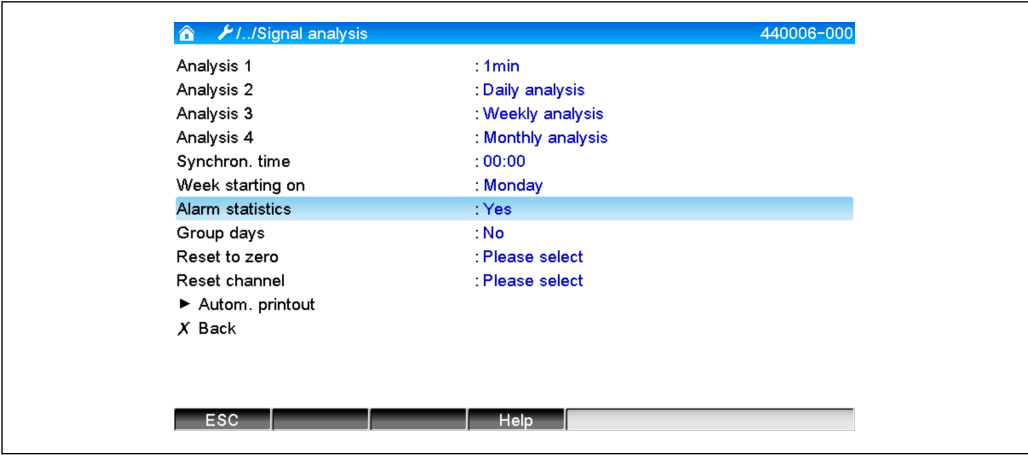 /../Signal analysis 440006-000
Analysis 1 : 1min
Analysis 2 : Daily analysis
Analysis 3 : Weekly analysis
Analysis 4 : Monthly analysis
Synchron. time : 00:00
Week starting on : Monday
Alarm statistics : Yes
Group days : No
Reset to zero : Please select
Reset channel : Please select
► Autom. printout
X Back
ESC Help